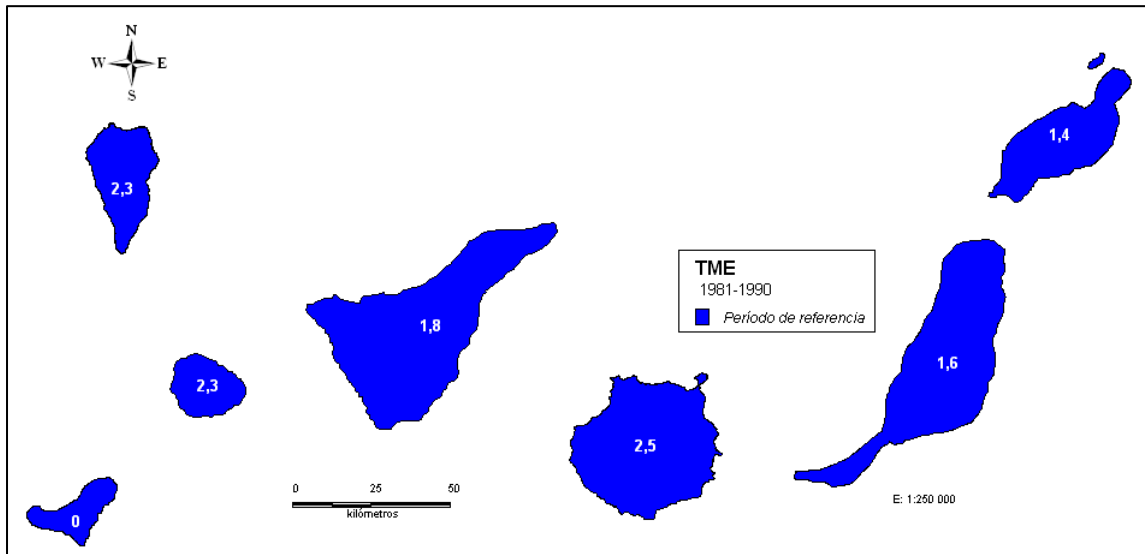 N
W E
S
1,4
2,3
TME
1981-1990
Período de referencia
1,8
1,6
2,3
2,5
0 25 50
kilómetros
E: 1:250 000
0